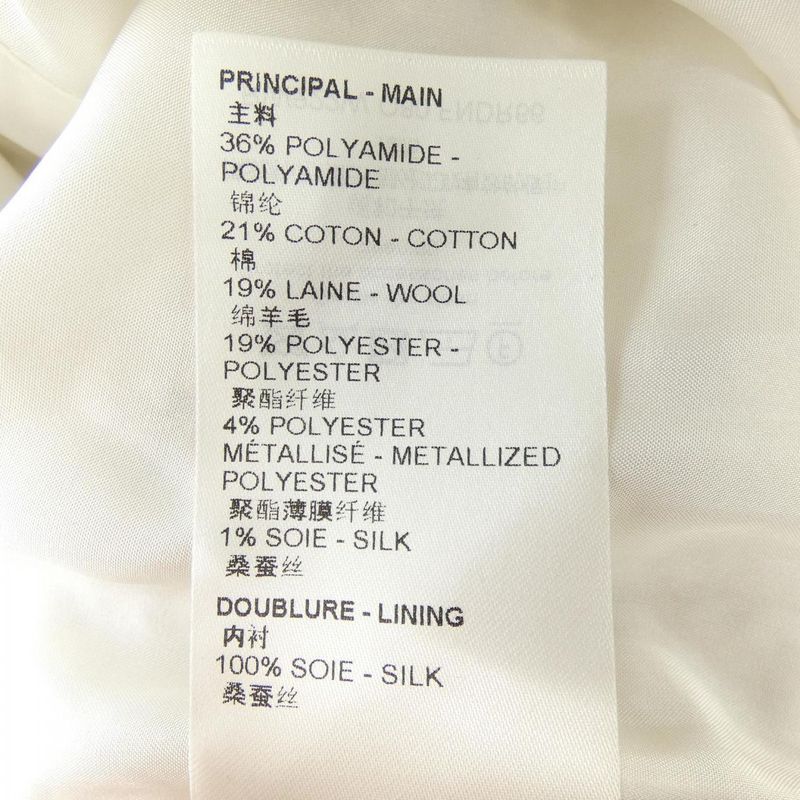 PRINCIPAL - MAIN
主料
36% POLYAMIDE -
POLYAMIDE
锦纶
21% COTON - COTTON
棉
19% LAINE - WOOL
绵羊毛
19% POLYESTER -
POLYESTER
聚酯纤维
4% POLYESTER
MÉTALLISÉ - METALLIZED
POLYESTER
聚酯薄膜纤维
1% SOIE - SILK
桑蚕丝
DOUBLURE - LINING
内衬
100% SOIE - SILK
桑蚕丝